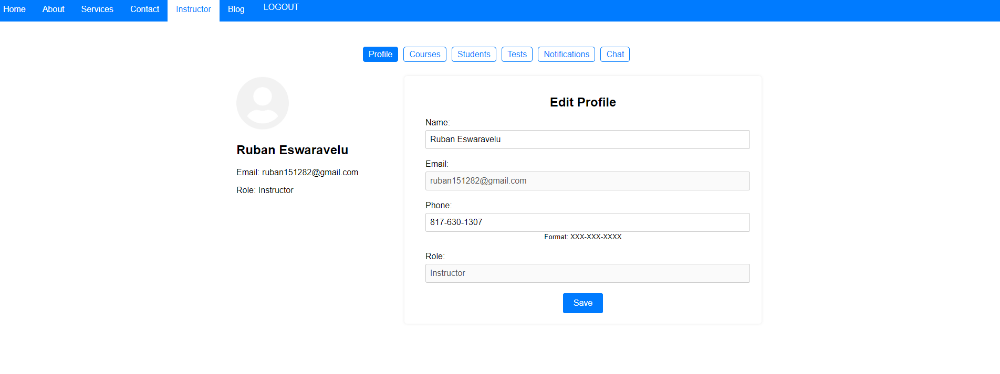 Home About Services Contact Instructor Blog LOGOUT
Profile Courses Students Tests Notifications Chat
Ruban Eswaravelu
Email: ruban151282@gmail.com
Role: Instructor
Edit Profile
Name:
Ruban Eswaravelu
Email:
ruban151282@gmail.com
Phone:
817-630-1307
Format: XXX-XXX-XXXX
Role:
Instructor
Save